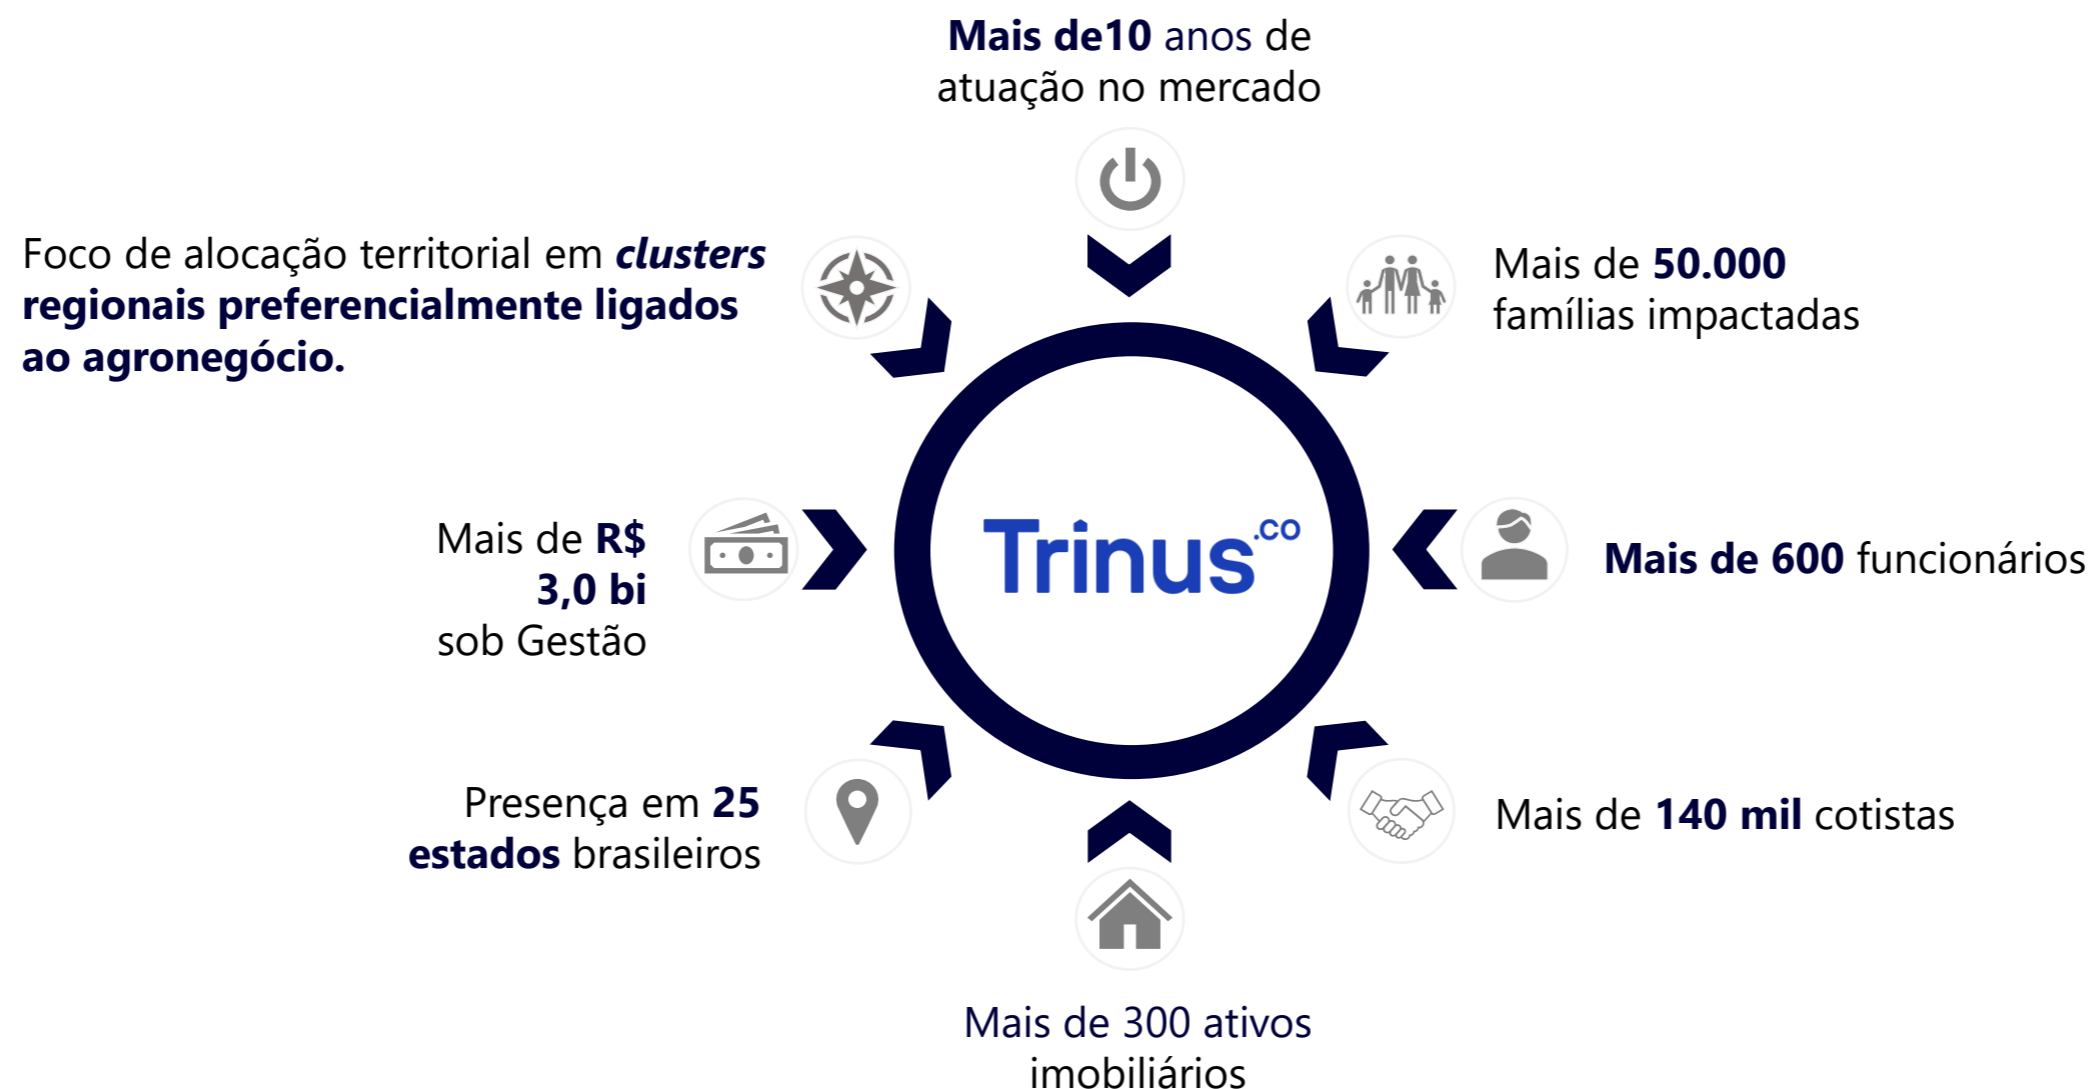 Mais de10 anos de
atuação no mercado
Foco de alocação territorial em clusters
regionais preferencialmente ligados
ao agronegócio.
Mais de 50.000
famílias impactadas
Mais de R$
3,0 bi
sob Gestão
Trinus.co
Mais de 600 funcionários
Presença em 25
estados brasileiros
Mais de 140 mil cotistas
Mais de 300 ativos
imobiliários